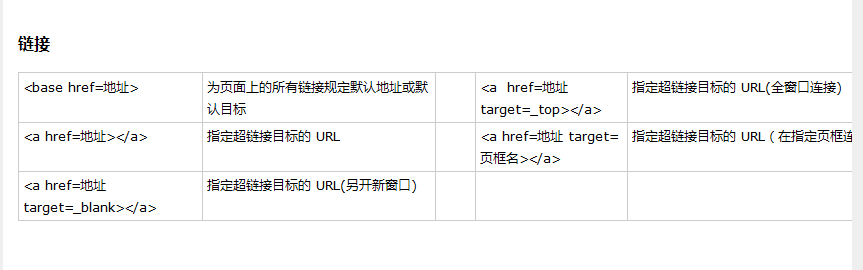 链接
<base href=地址>
为页面上的所有链接规定默认地址或默
认目标
<a href=地址
target=_top></a>
指定超链接目标的 URL(全窗口连接)
<a href=地址></a>
指定超链接目标的 URL
<a href=地址 target=
页框名></a>
指定超链接目标的 URL（在指定页框连
<a href=地址
target=_blank></a>
指定超链接目标的 URL(另开新窗口)